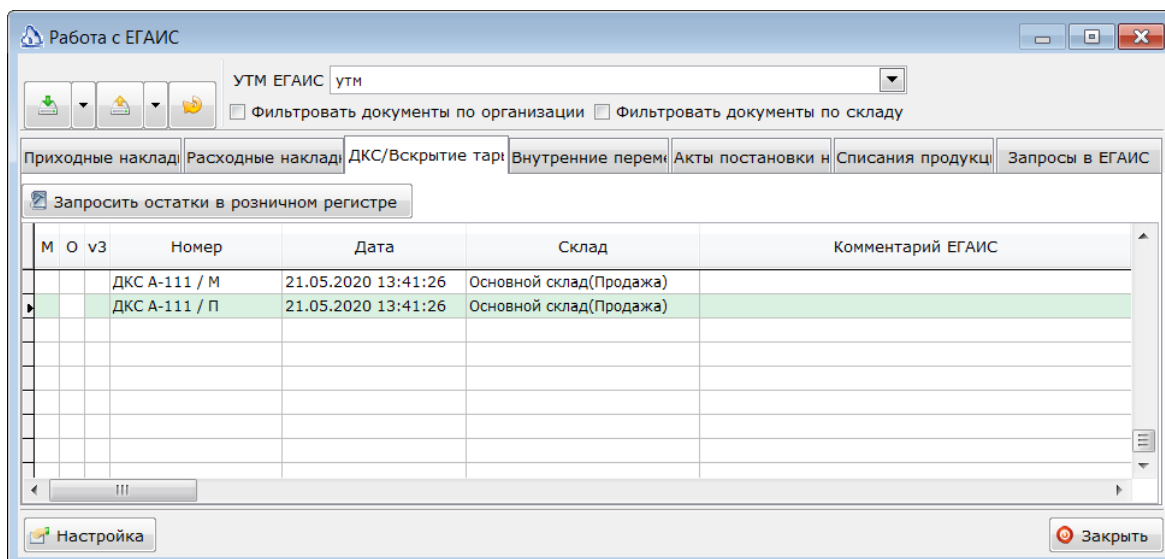 Работа с ЕГАИС
УТМ ЕГАИС утм
Фильтровать документы по организации Фильтровать документы по складу
Приходные наклад Расходные наклад ДКС/Вскрытие тар Внутренние перем Акты постановки н Списания продукц Запросы в ЕГАИС
Запросить остатки в розничном регистре
М О v3 Номер Дата Склад Комментарий ЕГАИС
ДКС А-111 / М 21.05.2020 13:41:26 Основной склад(Продажа)
ДКС А-111 / П 21.05.2020 13:41:26 Основной склад(Продажа)
Настройка Закрыть